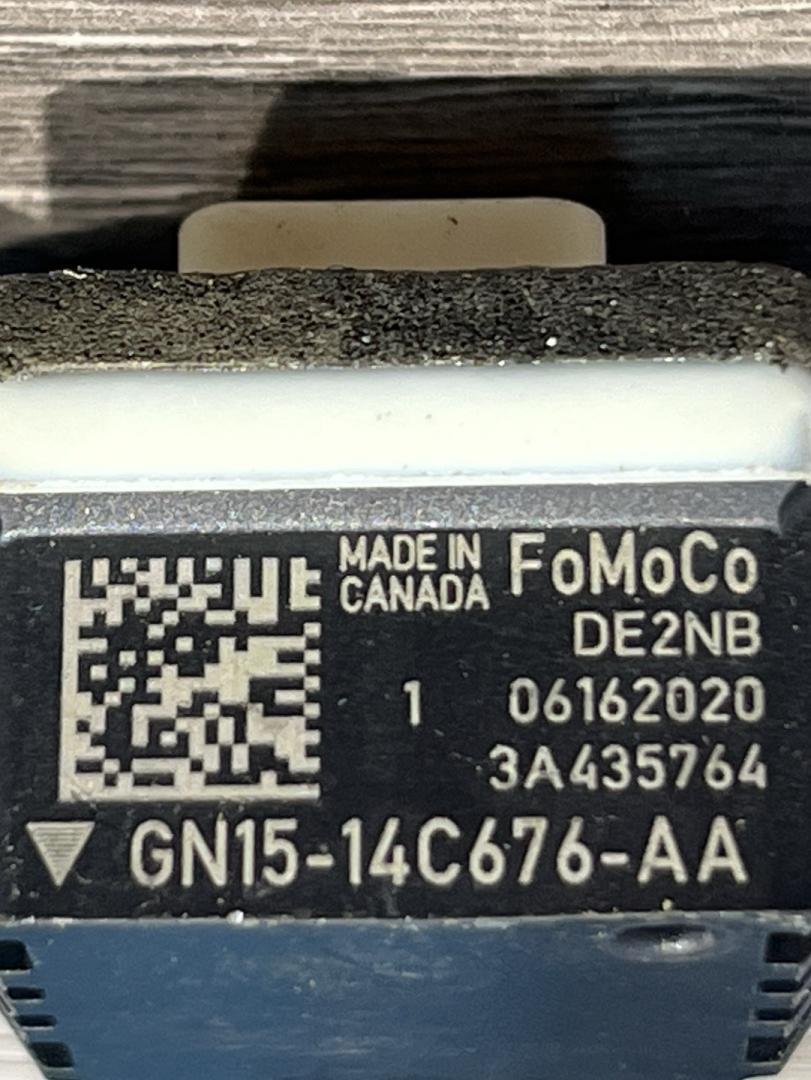 MADE IN
CANADA
FoMoCo
DE2NB
1 06162020
3A435764
GN15-14C676-AA